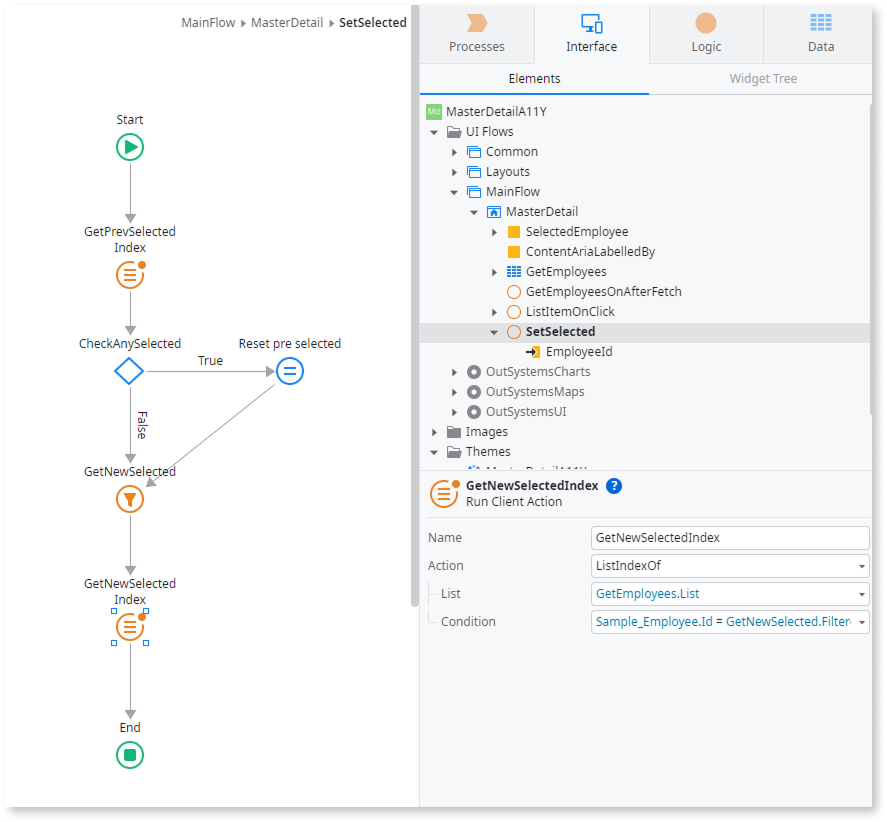 MainFlow ▸ MasterDetail ▸ SetSelected
Start
GetPrevSelected
Index
CheckAnySelected
True
Reset pre selected
False
GetNewSelected
GetNewSelected
Index
End
Processes
Interface
Logic
Data
Elements
Widget Tree
MasterDetailA11Y
UI Flows
Common
Layouts
MainFlow
MasterDetail
SelectedEmployee
ContentAriaLabelledBy
GetEmployees
GetEmployeesOnAfterFetch
ListItemOnClick
SetSelected
EmployeeId
OutSystemsCharts
OutSystemsMaps
OutSystemsUI
Images
Themes
GetNewSelectedIndex ?
Run Client Action
Name GetNewSelectedIndex
Action ListIndexOf
List GetEmployees.List
Condition Sample_Employee.Id = GetNewSelected.Filter